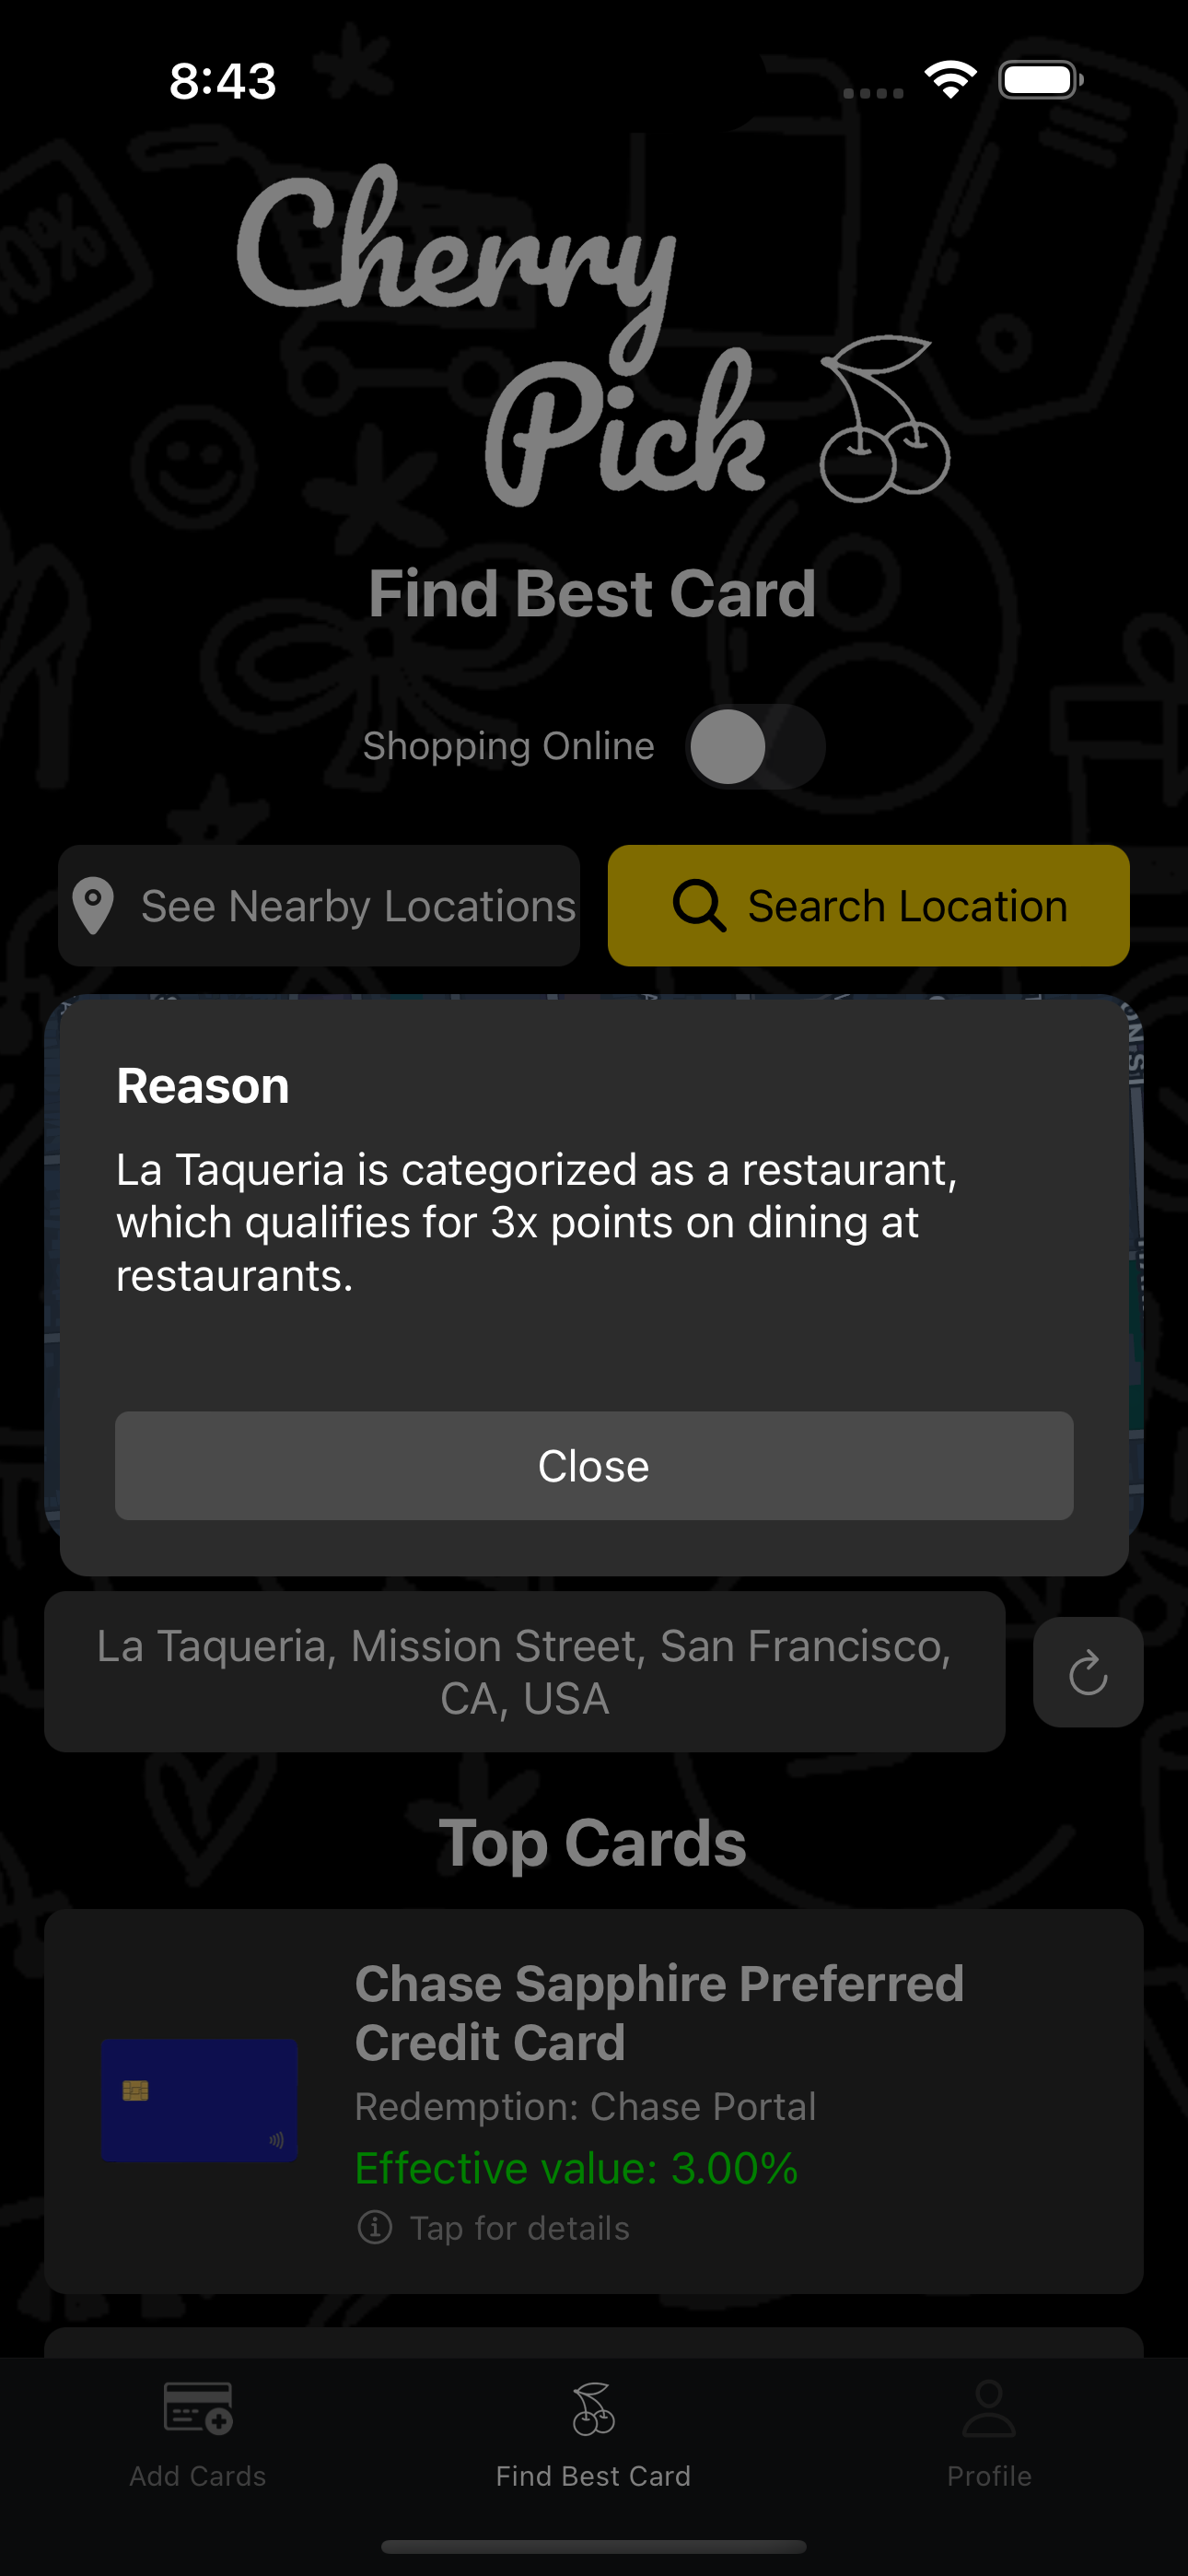 8:43
0%
Cherry
Pick
Find Best Card
Shopping Online
See Nearby Locations
Search Location
Reason
La Taqueria is categorized as a restaurant,
which qualifies for 3x points on dining at
restaurants.
Close
La Taqueria, Mission Street, San Francisco,
CA, USA
Top Cards
Chase Sapphire Preferred
Credit Card
Redemption: Chase Portal
Effective value: 3.00%
Tap for details
Add Cards
Find Best Card
Profile